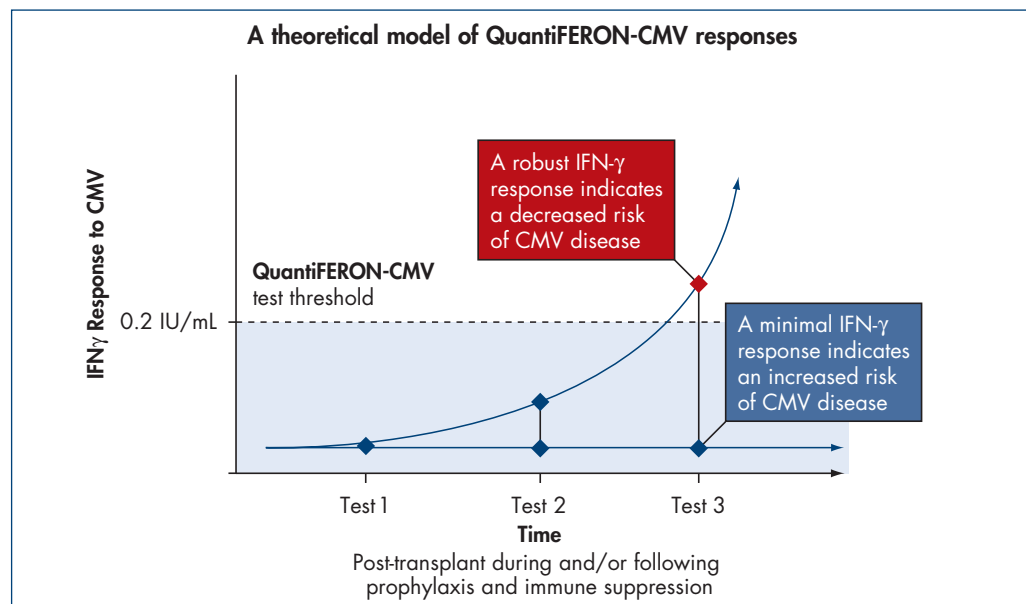 A theoretical model of QuantiFERON-CMV responses
IFNγ Response to CMV
A robust IFN-γ
response indicates
a decreased risk
of CMV disease
QuantiFERON-CMV
test threshold
0.2 IU/mL
A minimal IFN-γ
response indicates
an increased risk
of CMV disease
Test 1
Test 2
Test 3
Time
Post-transplant during and/or following
prophylaxis and immune suppression